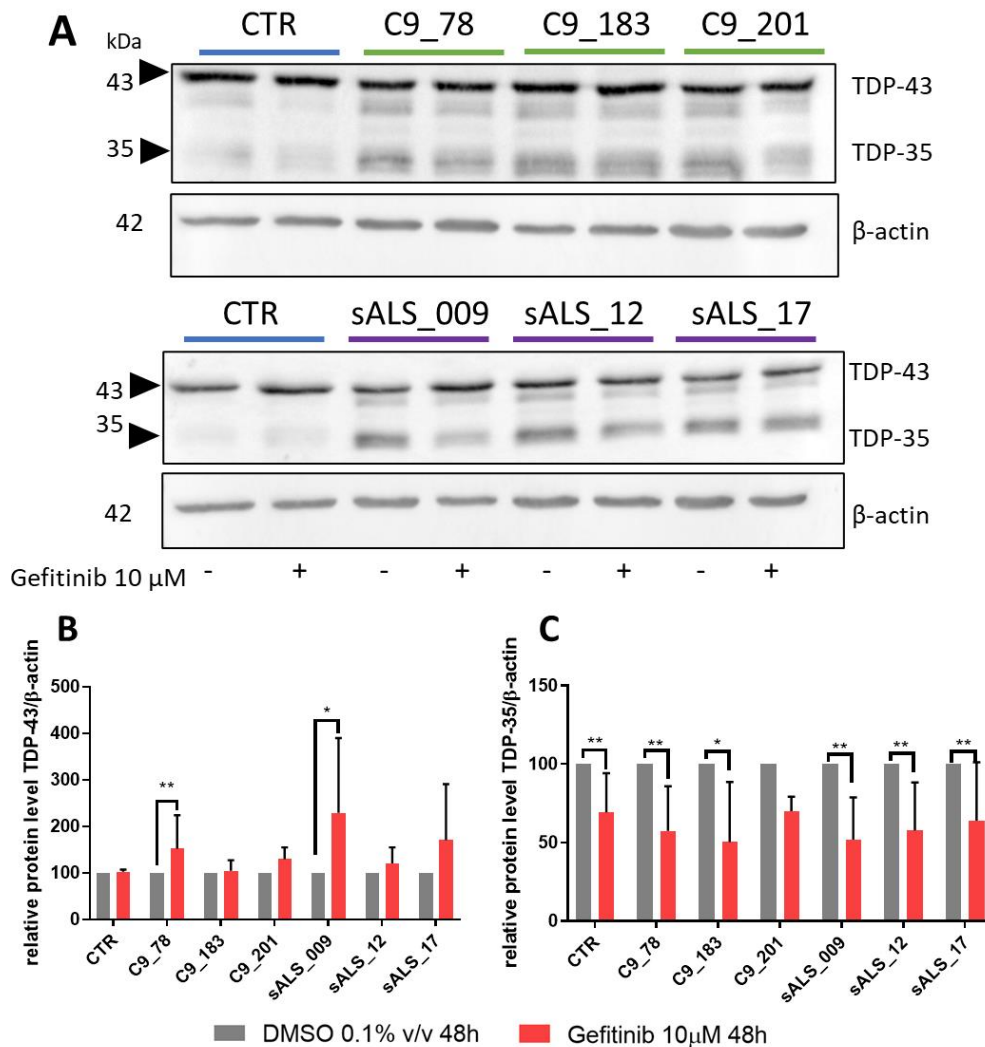 A
kDa
CTR C9_78 C9_183 C9_201
43 TDP-43
35 TDP-35
42 β-actin
CTR sALS_009 sALS_12 sALS_17
43 TDP-43
35 TDP-35
42 β-actin
Gefitinib 10 μM - + - + - + - +
B
relative protein level TDP-43/β-actin
500
400
300
200
100
0
** *
CTR C9_78 C9_183 C9_201 sALS_009 sALS_12 sALS_17
C
relative protein level TDP-35/β-actin
150
100
50
0
** ** * ** ** **
CTR C9_78 C9_183 C9_201 sALS_009 sALS_12 sALS_17
DMSO 0.1% v/v 48h Gefitinib 10μM 48h